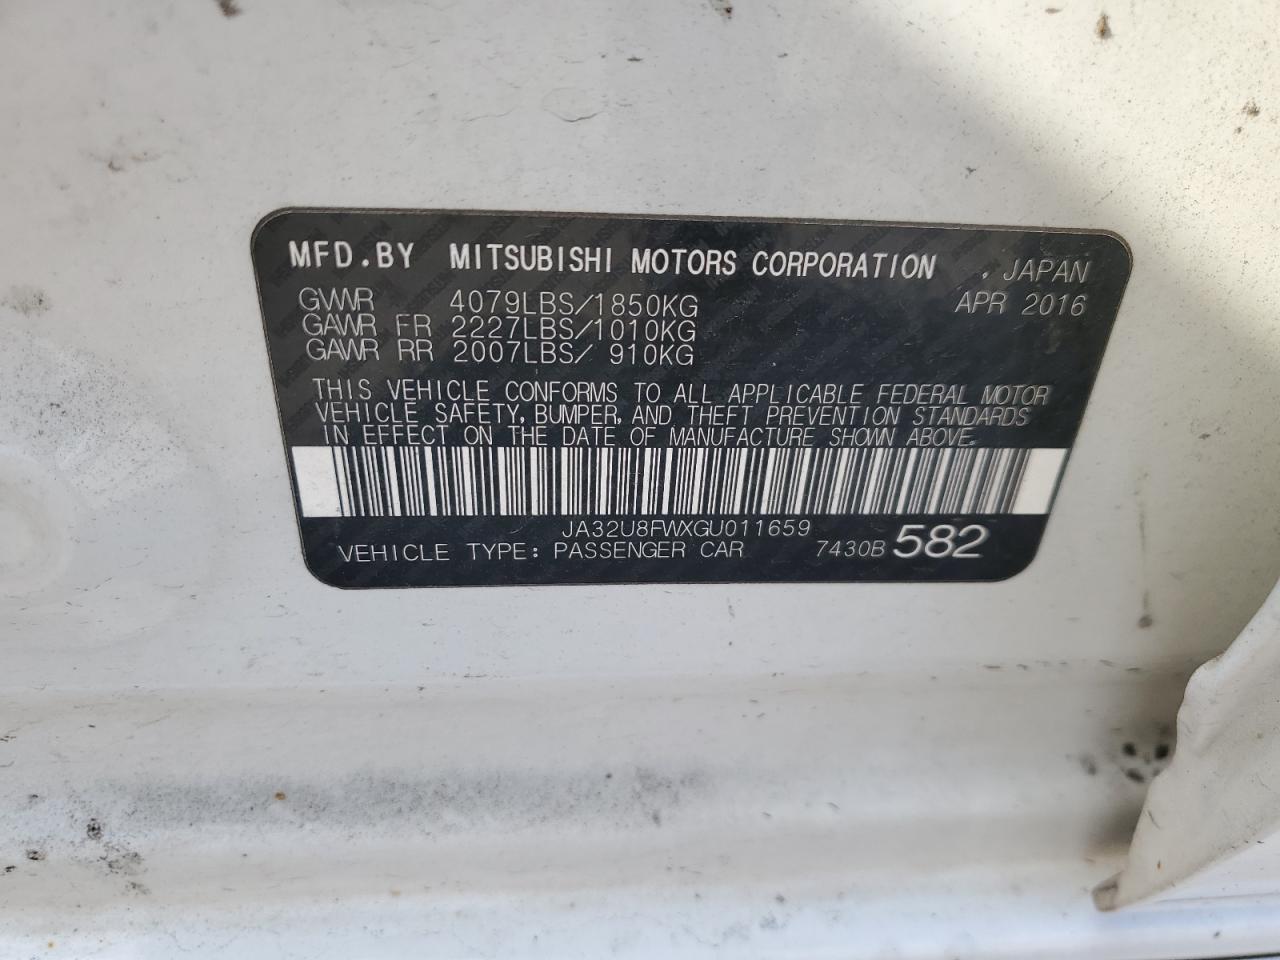 MFD.BY MITSUBISHI MOTORS CORPORATION , JAPAN
GVWR 4079LBS/1850KG APR 2016
GAWR FR 2227LBS/1010KG
GAWR RR 2007LBS/ 910KG
THIS VEHICLE CONFORMS TO ALL APPLICABLE FEDERAL MOTOR
VEHICLE SAFETY, BUMPER, AND THEFT PREVENTION STANDARDS
IN EFFECT ON THE DATE OF MANUFACTURE SHOWN ABOVE.
JA32U8FWXGU011659
VEHICLE TYPE: PASSENGER CAR 7430B 582